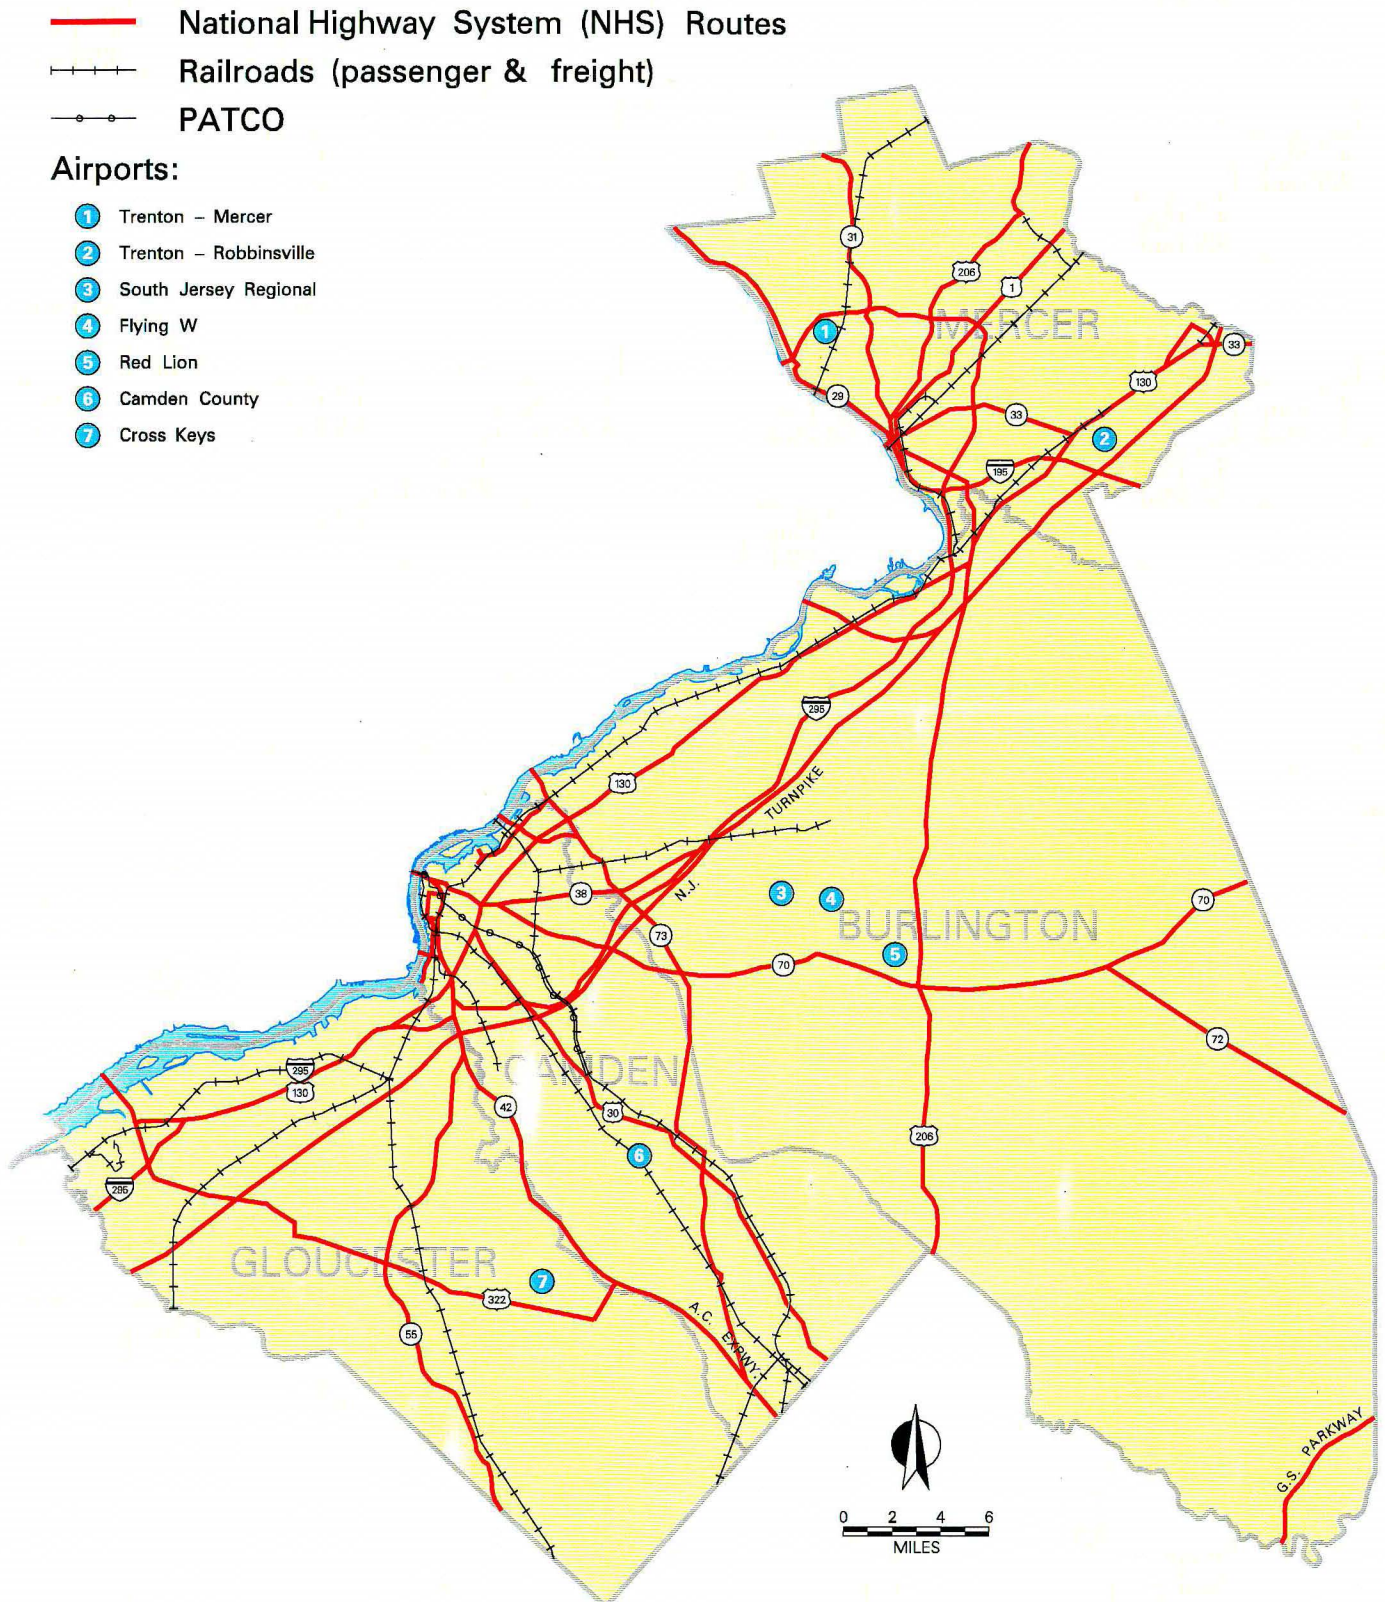 National Highway System (NHS) Routes
Railroads (passenger & freight)
PATCO
Airports:
1 Trenton – Mercer
2 Trenton – Robbinsville
3 South Jersey Regional
4 Flying W
5 Red Lion
6 Camden County
7 Cross Keys
31
206
1
MERCER
1
33
130
29
33
2
195
295
130
TURNPIKE
38
N.J.
3
4
70
BURLINGTON
73
5
70
72
295
130
CAMDEN
42
30
206
6
295
GLOUCESTER
7
322
A.C. EXPWY.
55
G.S. PARKWAY
0 2 4 6
MILES